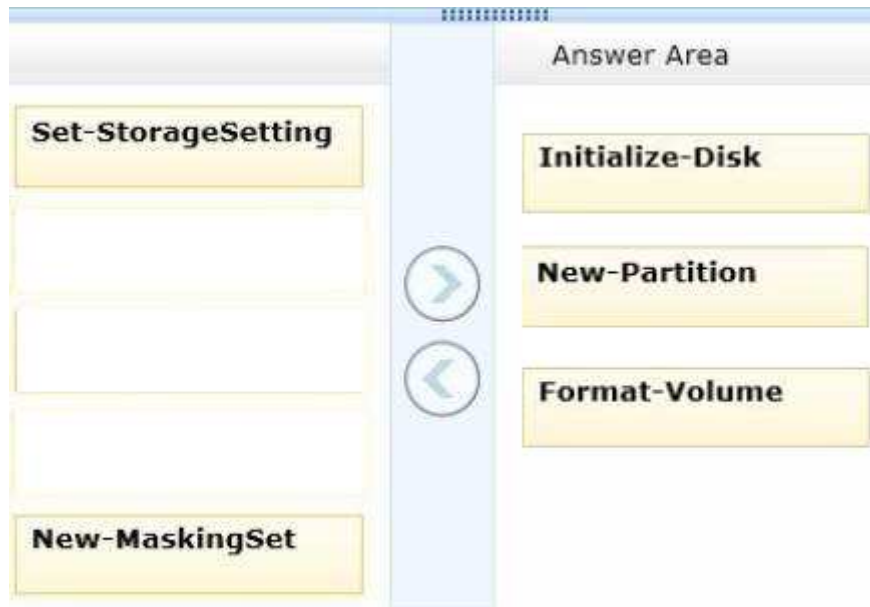 Answer Area
Set-StorageSetting
Initialize-Disk
New-Partition
Format-Volume
New-MaskingSet